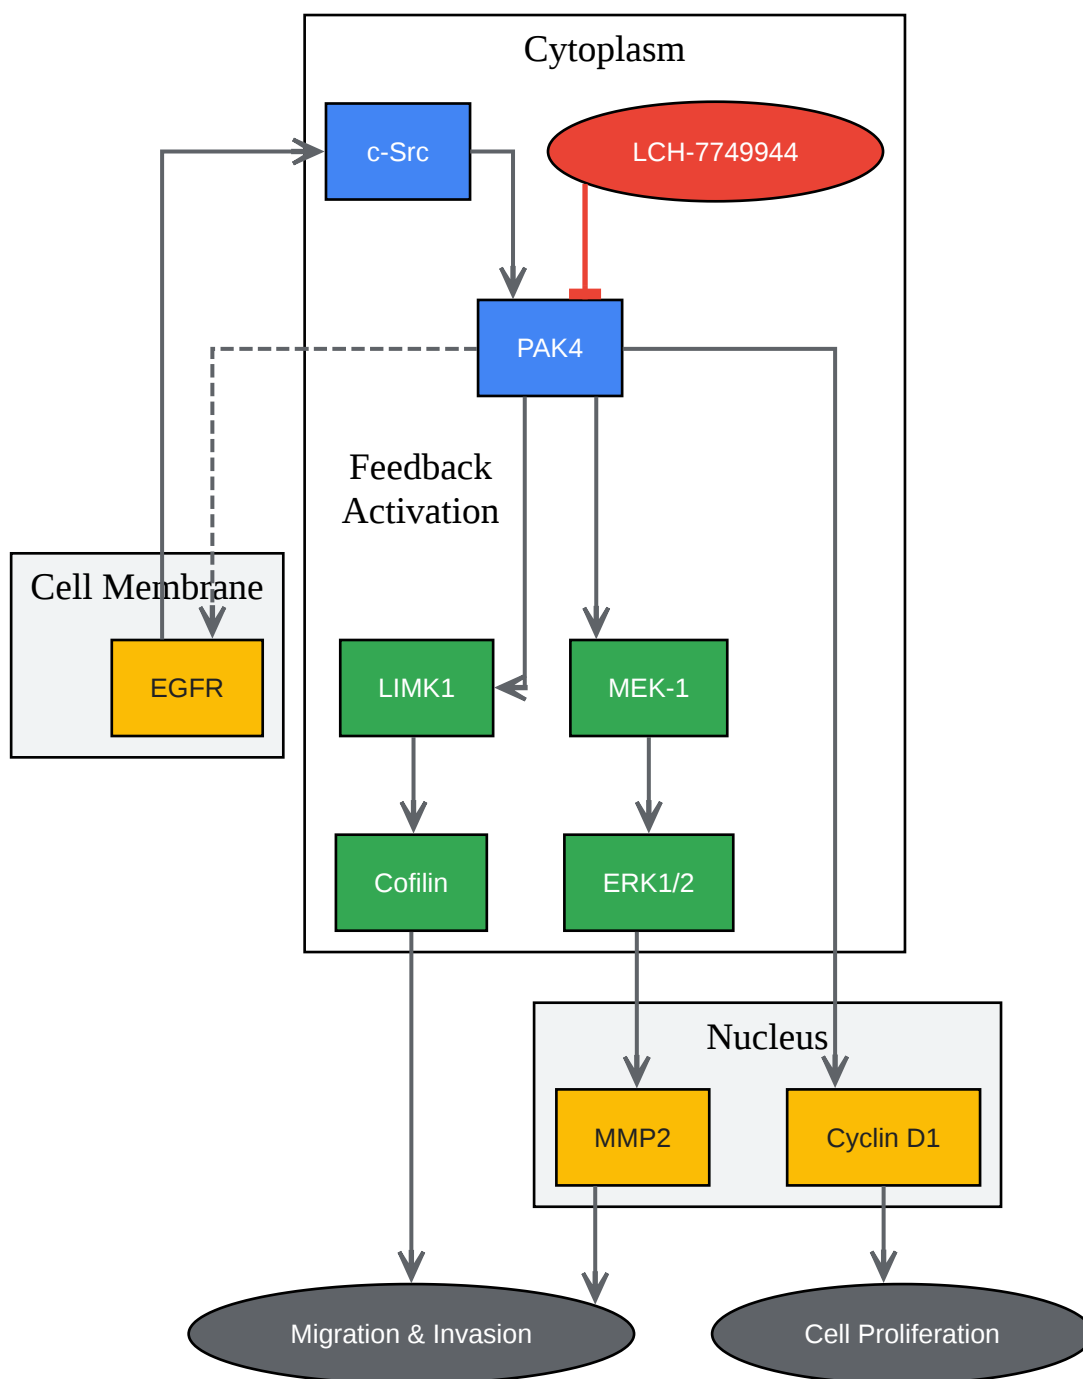 Cytoplasm
c-Src
LCH-7749944
PAK4
Feedback
Activation
Cell Membrane
EGFR
LIMK1
MEK-1
Cofilin
ERK1/2
Nucleus
MMP2
Cyclin D1
Migration & Invasion
Cell Proliferation